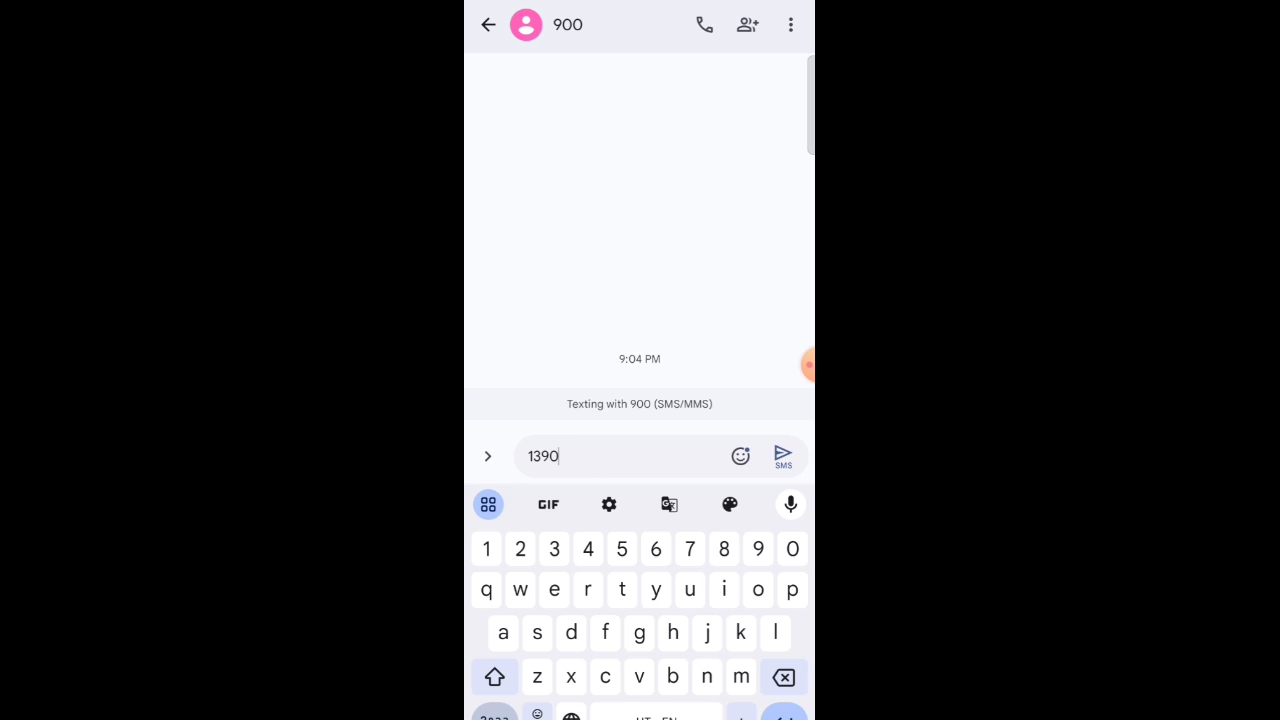 900
9:04 PM
Texting with 900 (SMS/MMS)
1390
SMS
GIF
1 2 3 4 5 6 7 8 9 0
q w e r t y u i o p
a s d f g h j k l
z x c v b n m